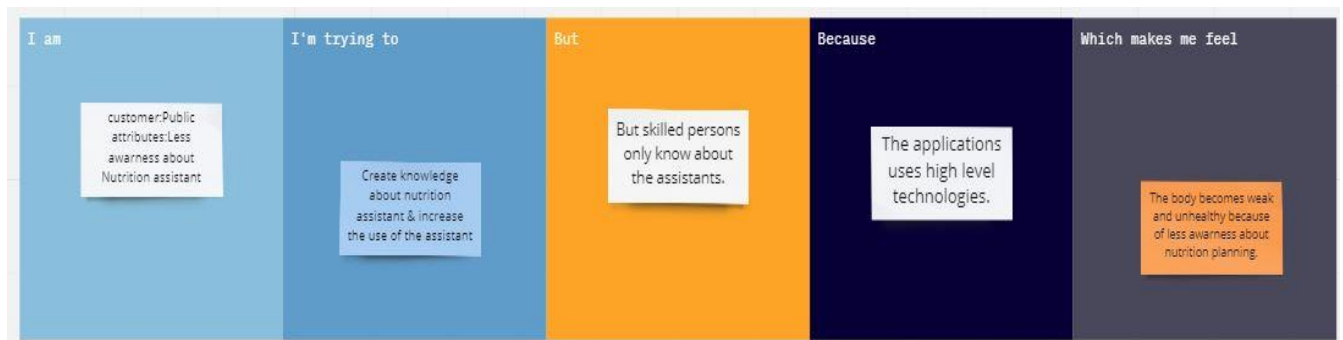 I am
customer:Public
attributes:Less
awarness about
Nutrition assistant
I'm trying to
Create knowledge
about nutrition
assistant & increase
the use of the assistant
But
But skilled persons
only know about
the assistants.
Because
The applications
uses high level
technologies.
Which makes me feel
The body becomes weak
and unhealthy because
of less awarness about
nutrition planning.